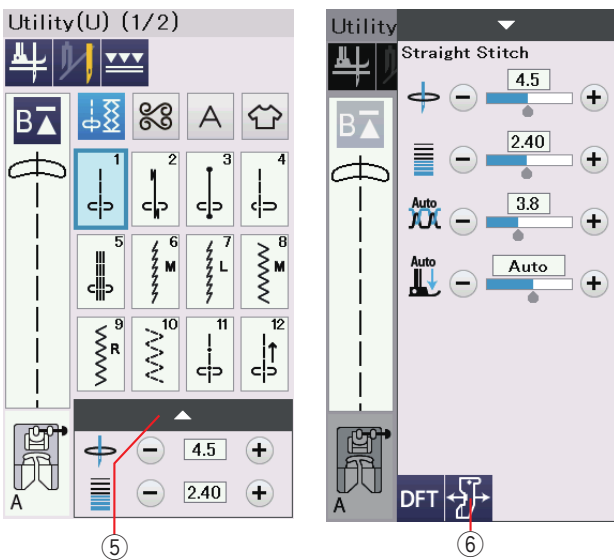 Utility(U) (1/2)
B
A
1
2
3
4
5
6
M
7
L
8
M
9
R
10
11
12
4.5
2.40
A
⑤
Utility
Straight Stitch
B
4.5
2.40
Auto
3.8
Auto
Auto
A
DFT
⑥